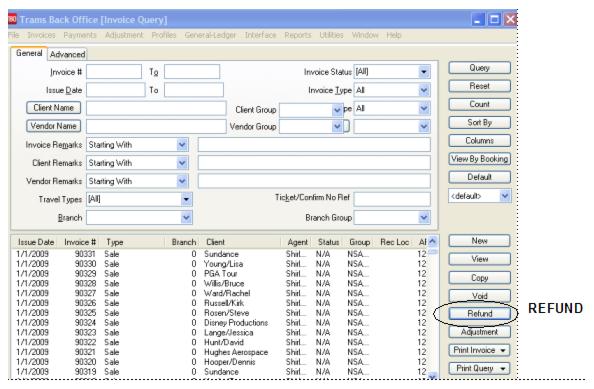 Trams Back Office [Invoice Query]
File Invoices Payments Adjustment Profiles General-Ledger Interface Reports Utilities Window Help
General Advanced
Invoice # To Invoice Status [All] Query
Issue Date To Invoice Type All Reset
Client Name Client Group pe All Count
Vendor Name Vendor Group Sort By
Invoice Remarks Starting With Columns
Client Remarks Starting With View By Booking
Vendor Remarks Starting With Default
Travel Types [All] Ticket/Confirm No Ref <default>
Branch Branch Group
Issue Date Invoice # Type Branch Client Agent Status Group Rec Loc New
1/1/2009 90331 Sale 0 Sundance Shirl... N/A NSA... 12
1/1/2009 90330 Sale 0 Young/Lisa Shirl... N/A NSA... 12 View
1/1/2009 90329 Sale 0 PGA Tour Shirl... N/A NSA... 12
1/1/2009 90328 Sale 0 Willis/Bruce Shirl... N/A NSA... 12 Copy
1/1/2009 90327 Sale 0 Ward/Rachel Shirl... N/A NSA... 12
1/1/2009 90326 Sale 0 Russell/Kirk Shirl... N/A NSA... 12 Void
1/1/2009 90325 Sale 0 Rosen/Steve Shirl... N/A NSA... 12 Refund REFUND
1/1/2009 90324 Sale 0 Disney Productions Shirl... N/A NSA... 12
1/1/2009 90323 Sale 0 Lange/Jessica Shirl... N/A NSA... 12 Adjustment
1/1/2009 90322 Sale 0 Hunt/David Shirl... N/A NSA... 12
1/1/2009 90321 Sale 0 Hughes Aerospace Shirl... N/A NSA... 12 Print Invoice
1/1/2009 90320 Sale 0 Hooper/Dennis Shirl... N/A NSA... 12
1/1/2009 90319 Sale 0 Sundance Shirl... N/A NSA... 12 Print Query